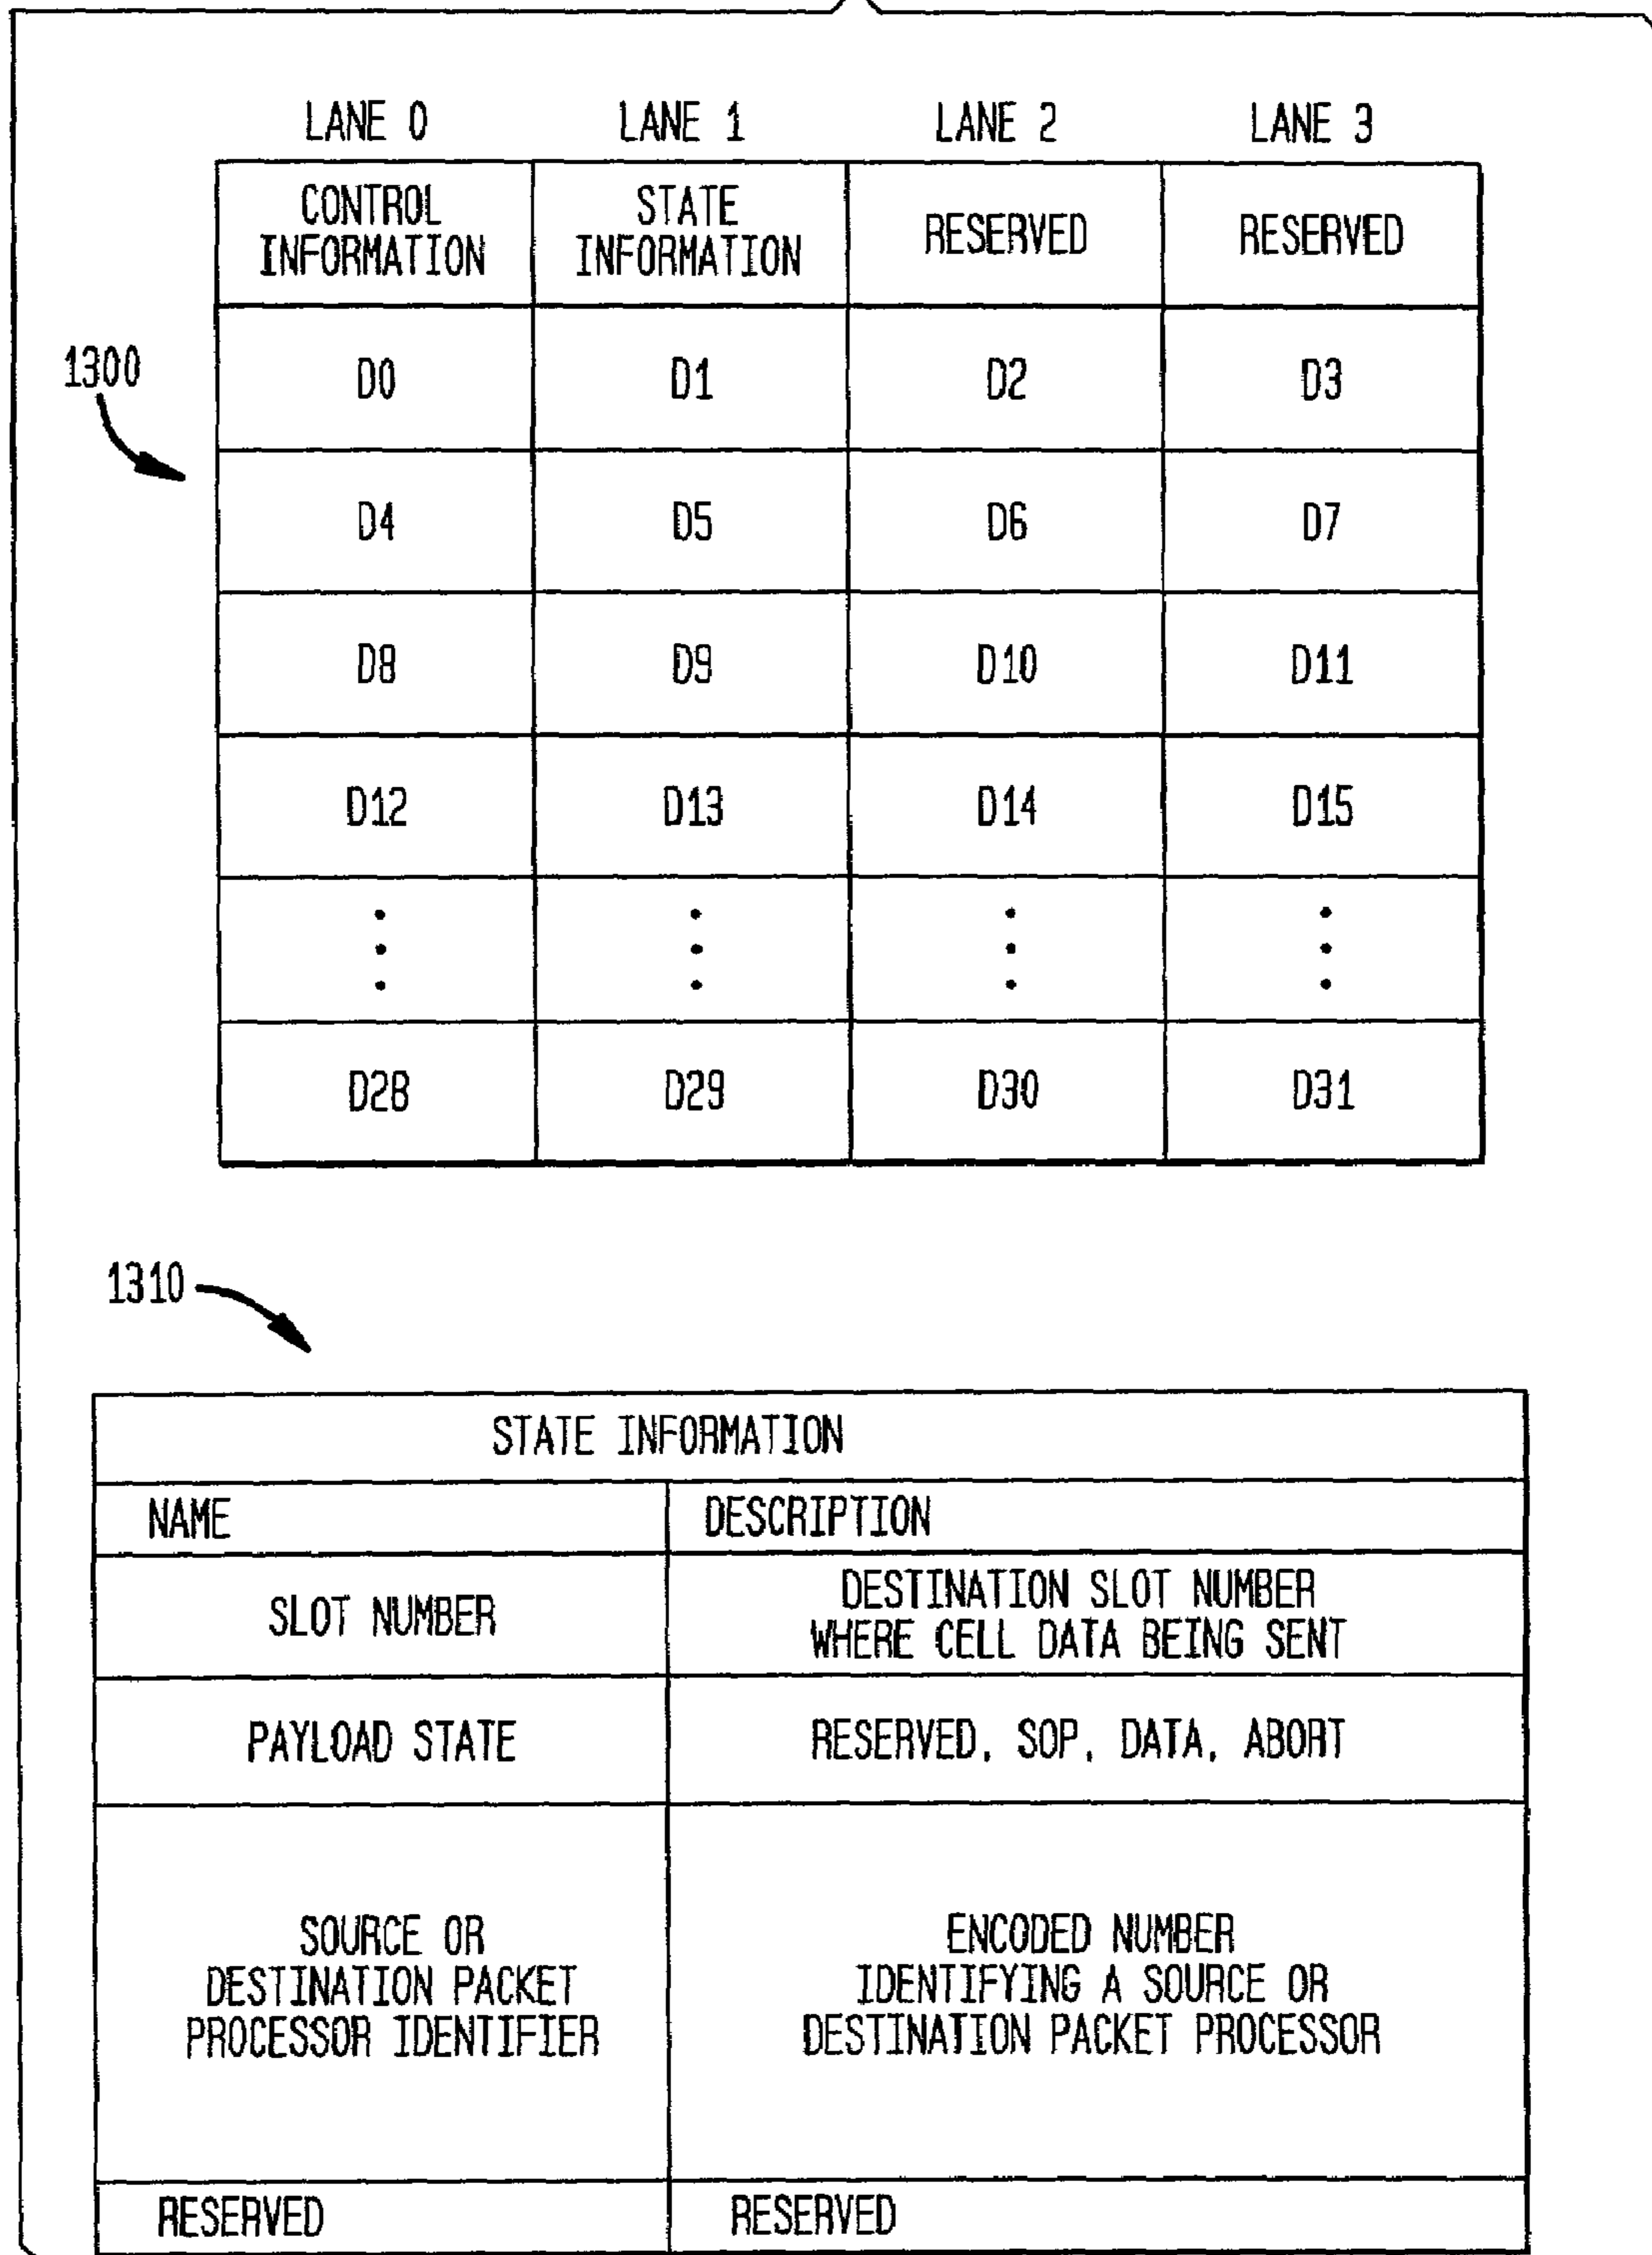 LANE 0 LANE 1 LANE 2 LANE 3
CONTROL INFORMATION STATE INFORMATION RESERVED RESERVED
1300
D0 D1 D2 D3
D4 D5 D6 D7
D8 D9 D10 D11
D12 D13 D14 D15
D28 D29 D30 D31
1310
STATE INFORMATION
NAME DESCRIPTION
SLOT NUMBER
DESTINATION SLOT NUMBER
WHERE CELL DATA BEING SENT
PAYLOAD STATE
RESERVED, SOP, DATA, ABORT
SOURCE OR
DESTINATION PACKET
PROCESSOR IDENTIFIER
ENCODED NUMBER
IDENTIFYING A SOURCE OR
DESTINATION PACKET PROCESSOR
RESERVED RESERVED